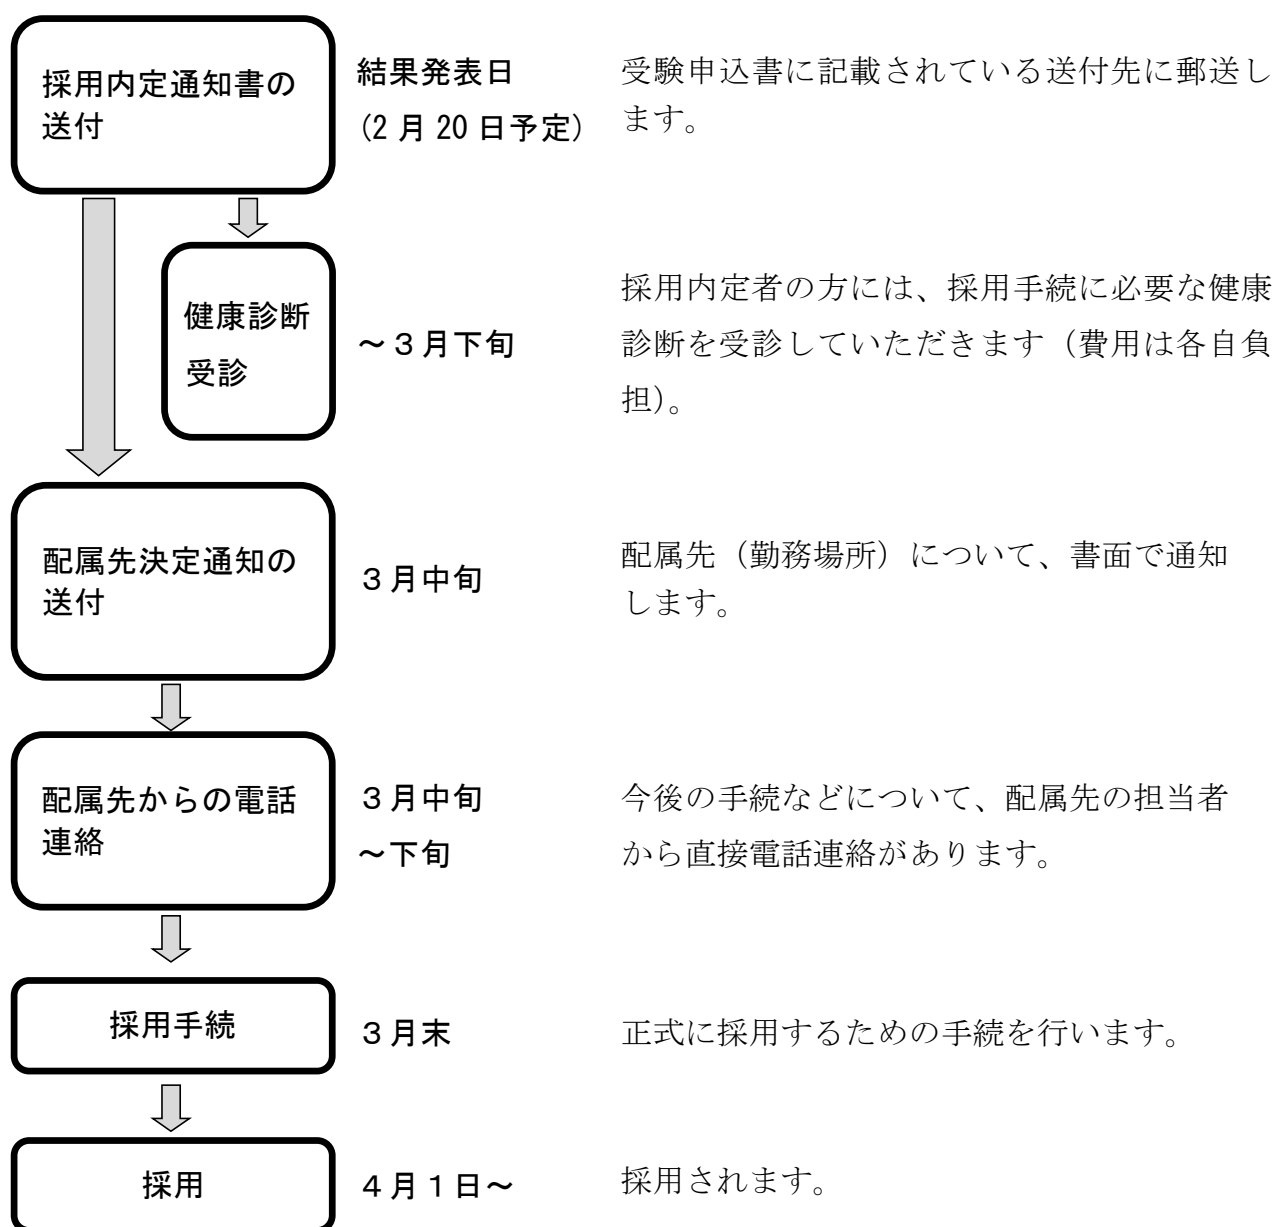 採用内定通知書の
送付
結果発表日
(2 月 20 日予定)
受験申込書に記載されている送付先に郵送し
ます。
健康診断
受診
～３月下旬
採用内定者の方には、採用手続に必要な健康
診断を受診していただきます（費用は各自負
担）。
配属先決定通知の
送付
３月中旬
配属先（勤務場所）について、書面で通知
します。
配属先からの電話
連絡
３月中旬
～下旬
今後の手続などについて、配属先の担当者
から直接電話連絡があります。
採用手続
３月末
正式に採用するための手続を行います。
採用
４月１日～
採用されます。